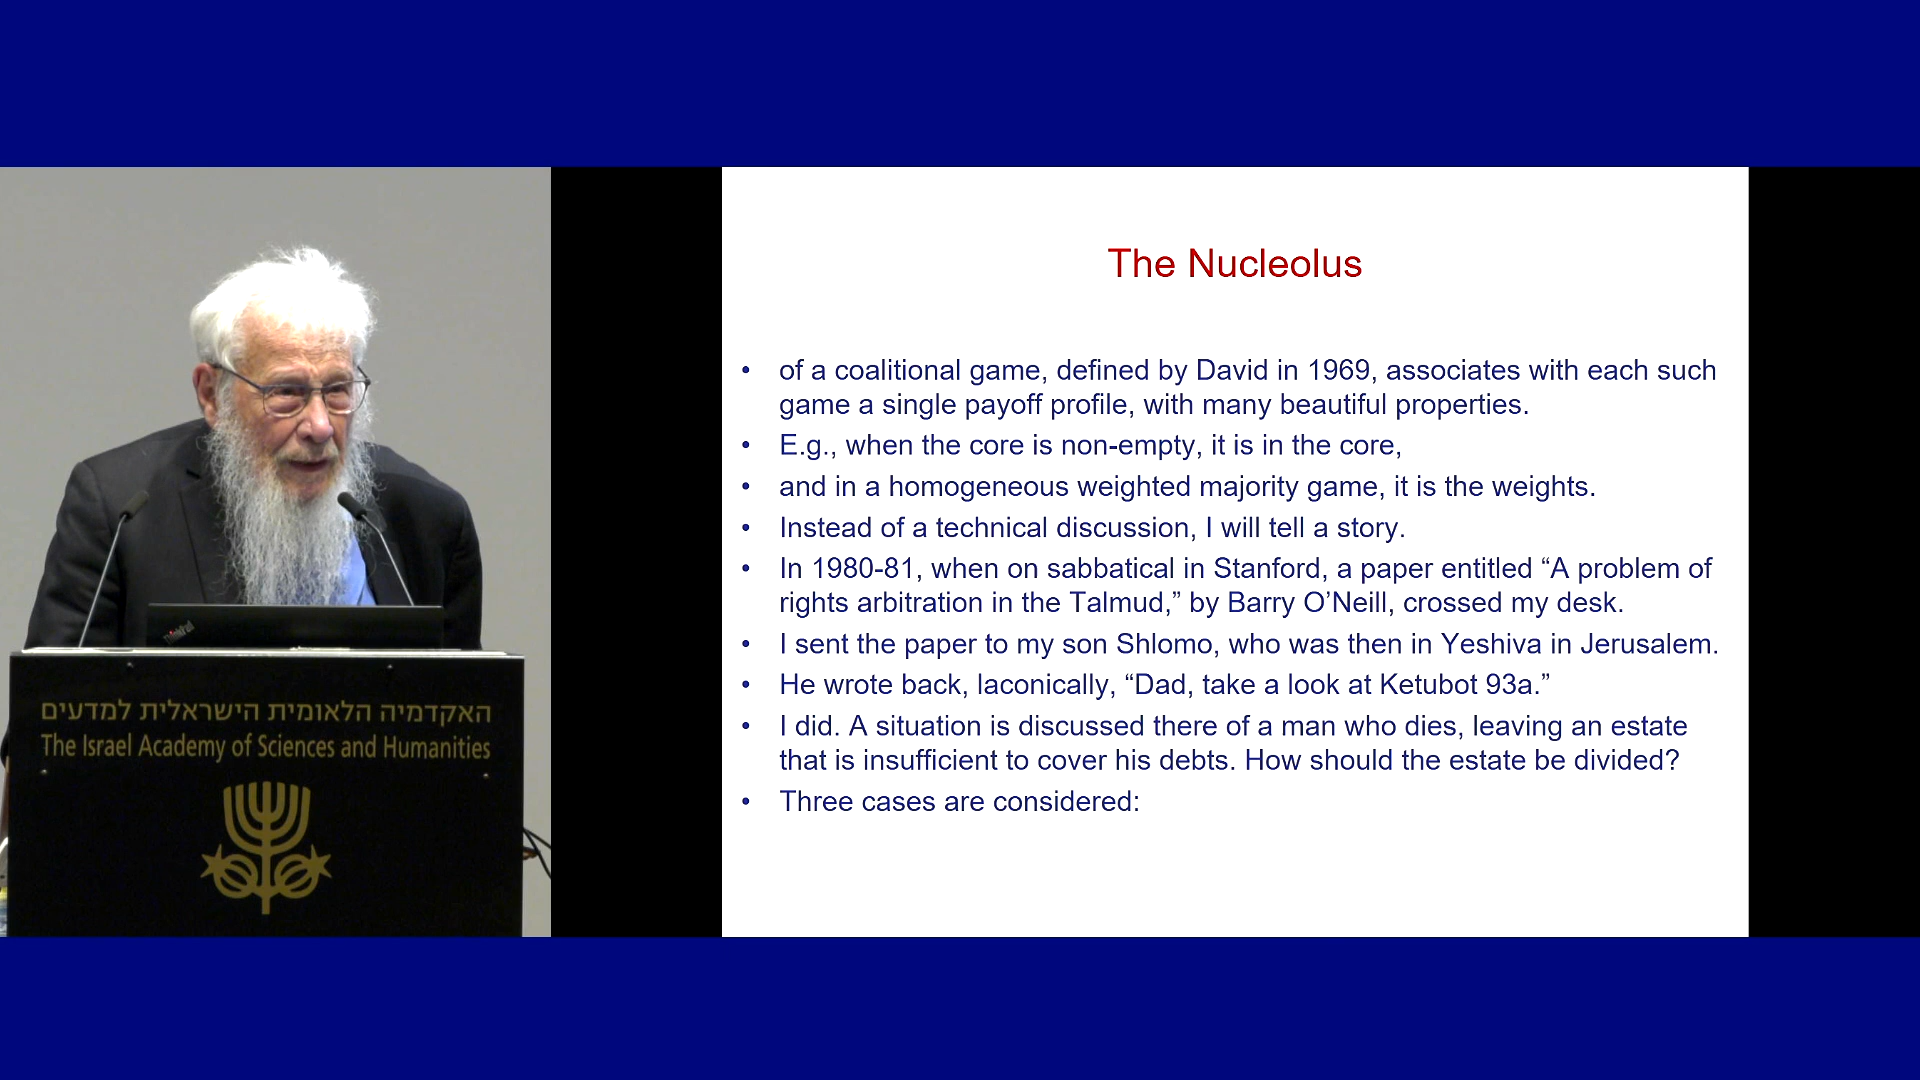 The Nucleolus
• of a coalitional game, defined by David in 1969, associates with each such
game a single payoff profile, with many beautiful properties.
• E.g., when the core is non-empty, it is in the core,
• and in a homogeneous weighted majority game, it is the weights.
• Instead of a technical discussion, I will tell a story.
• In 1980-81, when on sabbatical in Stanford, a paper entitled “A problem of
rights arbitration in the Talmud,” by Barry O’Neill, crossed my desk.
• I sent the paper to my son Shlomo, who was then in Yeshiva in Jerusalem.
• He wrote back, laconically, “Dad, take a look at Ketubot 93a.”
• I did. A situation is discussed there of a man who dies, leaving an estate
that is insufficient to cover his debts. How should the estate be divided?
• Three cases are considered:
ThinkPad
האקדמיה הלאומית הישראלית למדעים
The Israel Academy of Sciences and Humanities